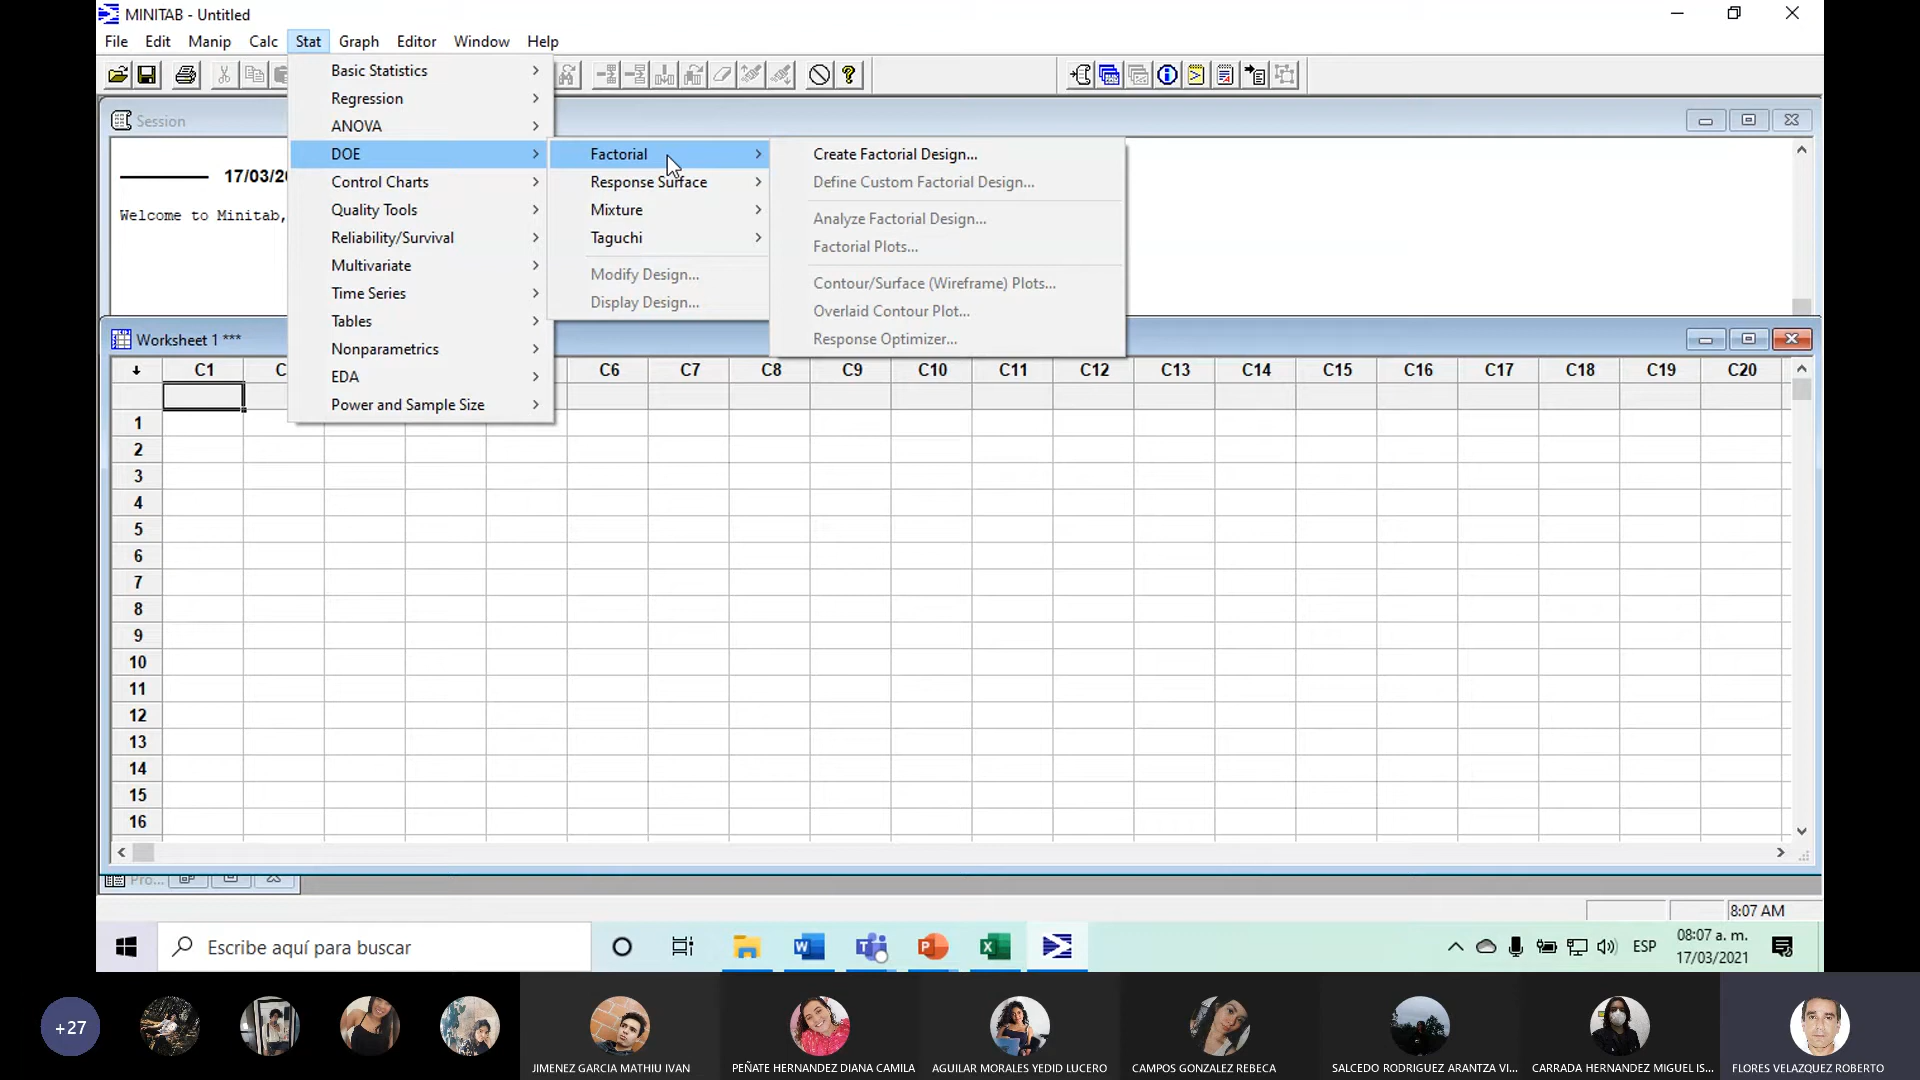 MINITAB - Untitled
File Edit Manip Calc Stat Graph Editor Window Help
Session
17/03/20
Welcome to Minitab,
Basic Statistics
Regression
ANOVA
DOE
Control Charts
Quality Tools
Reliability/Survival
Multivariate
Time Series
Tables
Nonparametrics
EDA
Power and Sample Size
Factorial
Response Surface
Mixture
Taguchi
Modify Design...
Display Design...
Create Factorial Design...
Define Custom Factorial Design...
Analyze Factorial Design...
Factorial Plots...
Contour/Surface (Wireframe) Plots...
Overlaid Contour Plot...
Response Optimizer...
Worksheet 1 ***
C1 C C6 C7 C8 C9 C10 C11 C12 C13 C14 C15 C16 C17 C18 C19 C20
1
2
3
4
5
6
7
8
9
10
11
12
13
14
15
16
Pro...
8:07 AM
Escribe aquí para buscar
ESP
08:07 a. m.
17/03/2021
+27
JIMENEZ GARCIA MATHIU IVAN
PEÑATE HERNANDEZ DIANA CAMILA
AGUILAR MORALES YEDID LUCERO
CAMPOS GONZALEZ REBECA
SALCEDO RODRIGUEZ ARANTZA VI...
CARRADA HERNANDEZ MIGUEL IS...
FLORES VELAZQUEZ ROBERTO